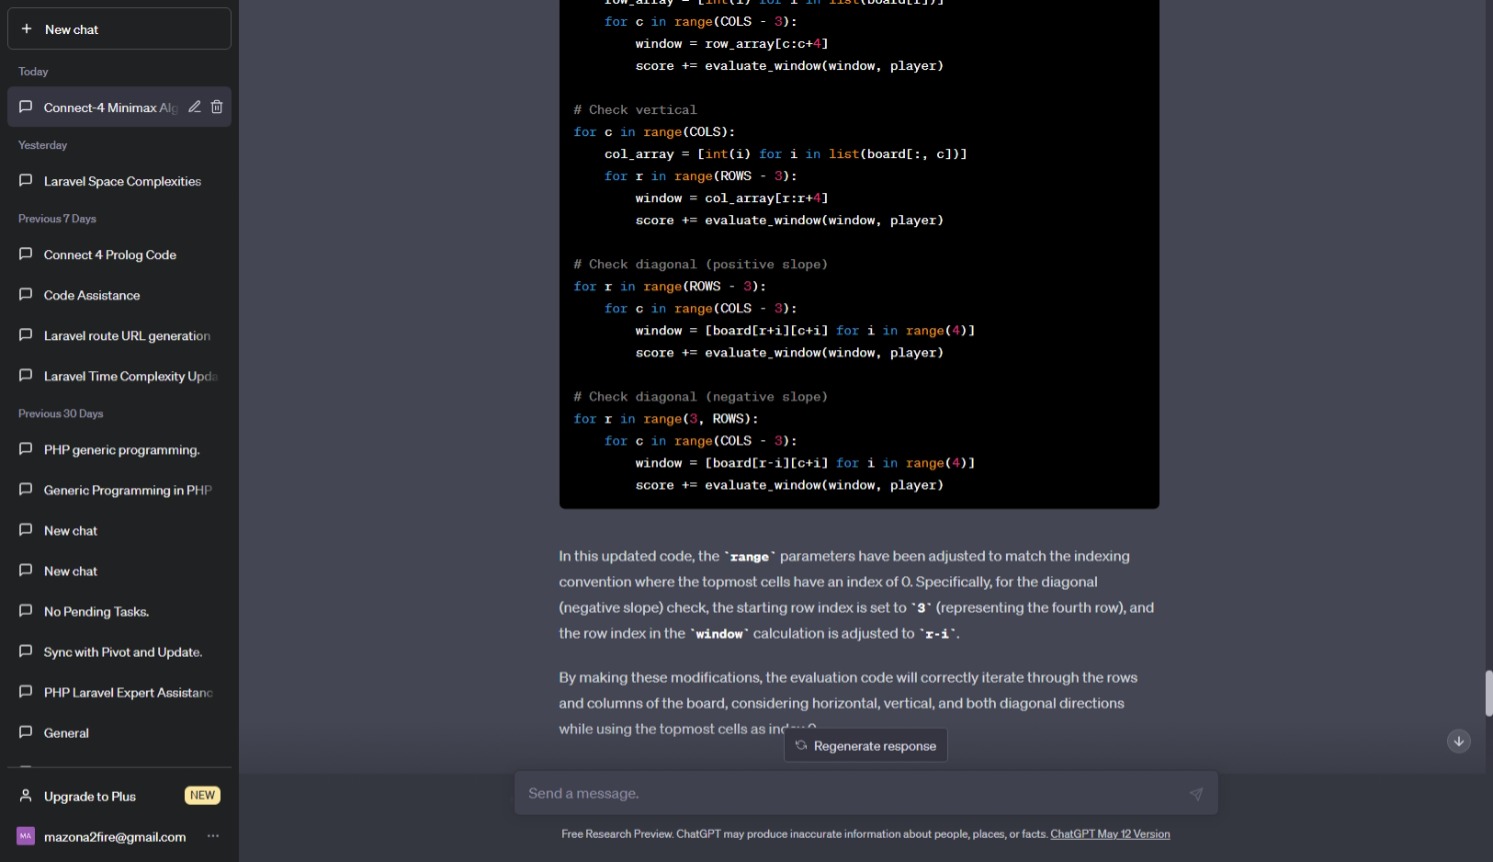 New chat
Today
Connect-4 Minimax Alg
Yesterday
Laravel Space Complexities
Previous 7 Days
Connect 4 Prolog Code
Code Assistance
Laravel route URL generation
Laravel Time Complexity Upda
Previous 30 Days
PHP generic programming.
Generic Programming in PHP
New chat
New chat
No Pending Tasks.
Sync with Pivot and Update.
PHP Laravel Expert Assistanc
General
Upgrade to Plus NEW
MA mazona2fire@gmail.com ...
row_array = [int(i) for i in list(board[r])]
for c in range(COLS - 3):
window = row_array[c:c+4]
score += evaluate_window(window, player)
# Check vertical
for c in range(COLS):
col_array = [int(i) for i in list(board[:, c])]
for r in range(ROWS - 3):
window = col_array[r:r+4]
score += evaluate_window(window, player)
# Check diagonal (positive slope)
for r in range(ROWS - 3):
for c in range(COLS - 3):
window = [board[r+i][c+i] for i in range(4)]
score += evaluate_window(window, player)
# Check diagonal (negative slope)
for r in range(3, ROWS):
for c in range(COLS - 3):
window = [board[r-i][c+i] for i in range(4)]
score += evaluate_window(window, player)
In this updated code, the `range` parameters have been adjusted to match the indexing
convention where the topmost cells have an index of 0. Specifically, for the diagonal
(negative slope) check, the starting row index is set to `3` (representing the fourth row), and
the row index in the `window` calculation is adjusted to `r-i`.
By making these modifications, the evaluation code will correctly iterate through the rows
and columns of the board, considering horizontal, vertical, and both diagonal directions
while using the topmost cells as index 0.
Regenerate response
Send a message.
Free Research Preview. ChatGPT may produce inaccurate information about people, places, or facts. ChatGPT May 12 Version